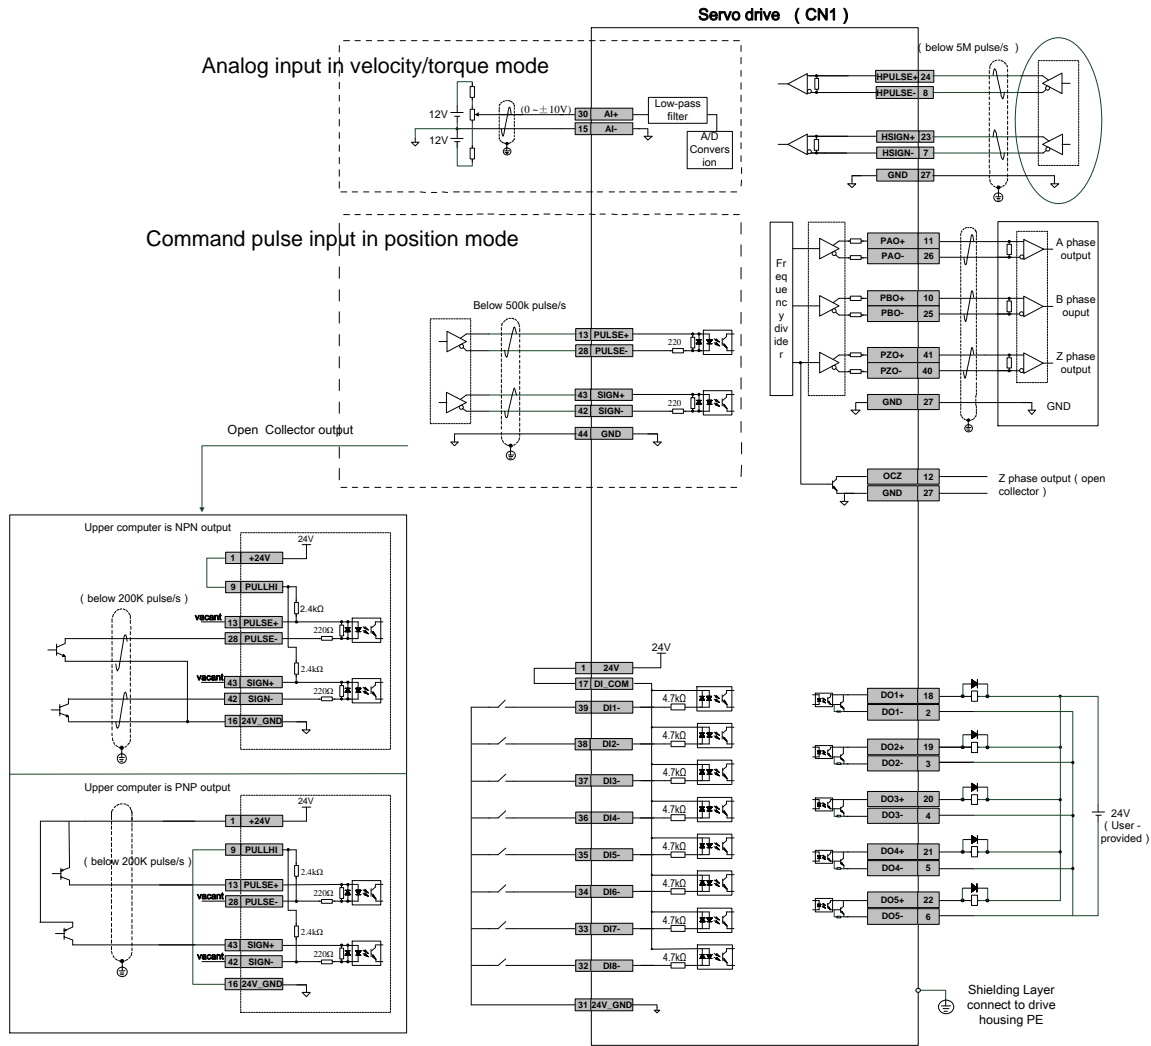 Servo drive ( CN1 )
Analog input in velocity/torque mode
12V
12V
(0 ~ ±10V)
30 AI+
15 AI-
Low-pass
filter
A/D
Convers
ion
( below 5M pulse/s )
HPULSE+ 24
HPULSE- 8
HSIGN+ 23
HSIGN- 7
GND 27
Command pulse input in position mode
Below 500k pulse/s
13 PULSE+
28 PULSE-
220
43 SIGN+
42 SIGN-
220
44 GND
Fr
eq
ue
nc
y
div
ide
r
PAO+ 11
PAO- 26
A phase
output
PBO+ 10
PBO- 25
B phase
ouput
PZO+ 41
PZO- 40
Z phase
output
GND 27
GND
OCZ 12
GND 27
Z phase output ( open
collector )
Open Collector output
Upper computer is NPN output
24V
1 +24V
9 PULLHI
( below 200K pulse/s )
2.4kΩ
vacant
13 PULSE+
28 PULSE-
220Ω
2.4kΩ
vacant
43 SIGN+
42 SIGN-
220Ω
16 24V_GND
Upper computer is PNP output
24V
1 +24V
9 PULLHI
( below 200K pulse/s )
2.4kΩ
13 PULSE+
vacant
28 PULSE-
220Ω
2.4kΩ
43 SIGN+
vacant
42 SIGN-
220Ω
16 24V_GND
24V
1 24V
17 DI_COM
39 DI1-
4.7kΩ
38 DI2-
4.7kΩ
37 DI3-
4.7kΩ
36 DI4-
4.7kΩ
35 DI5-
4.7kΩ
34 DI6-
4.7kΩ
33 DI7-
4.7kΩ
32 DI8-
4.7kΩ
31 24V_GND
DO1+ 18
DO1- 2
DO2+ 19
DO2- 3
DO3+ 20
DO3- 4
DO4+ 21
DO4- 5
DO5+ 22
DO5- 6
24V
( User -
provided )
Shielding Layer
connect to drive
housing PE